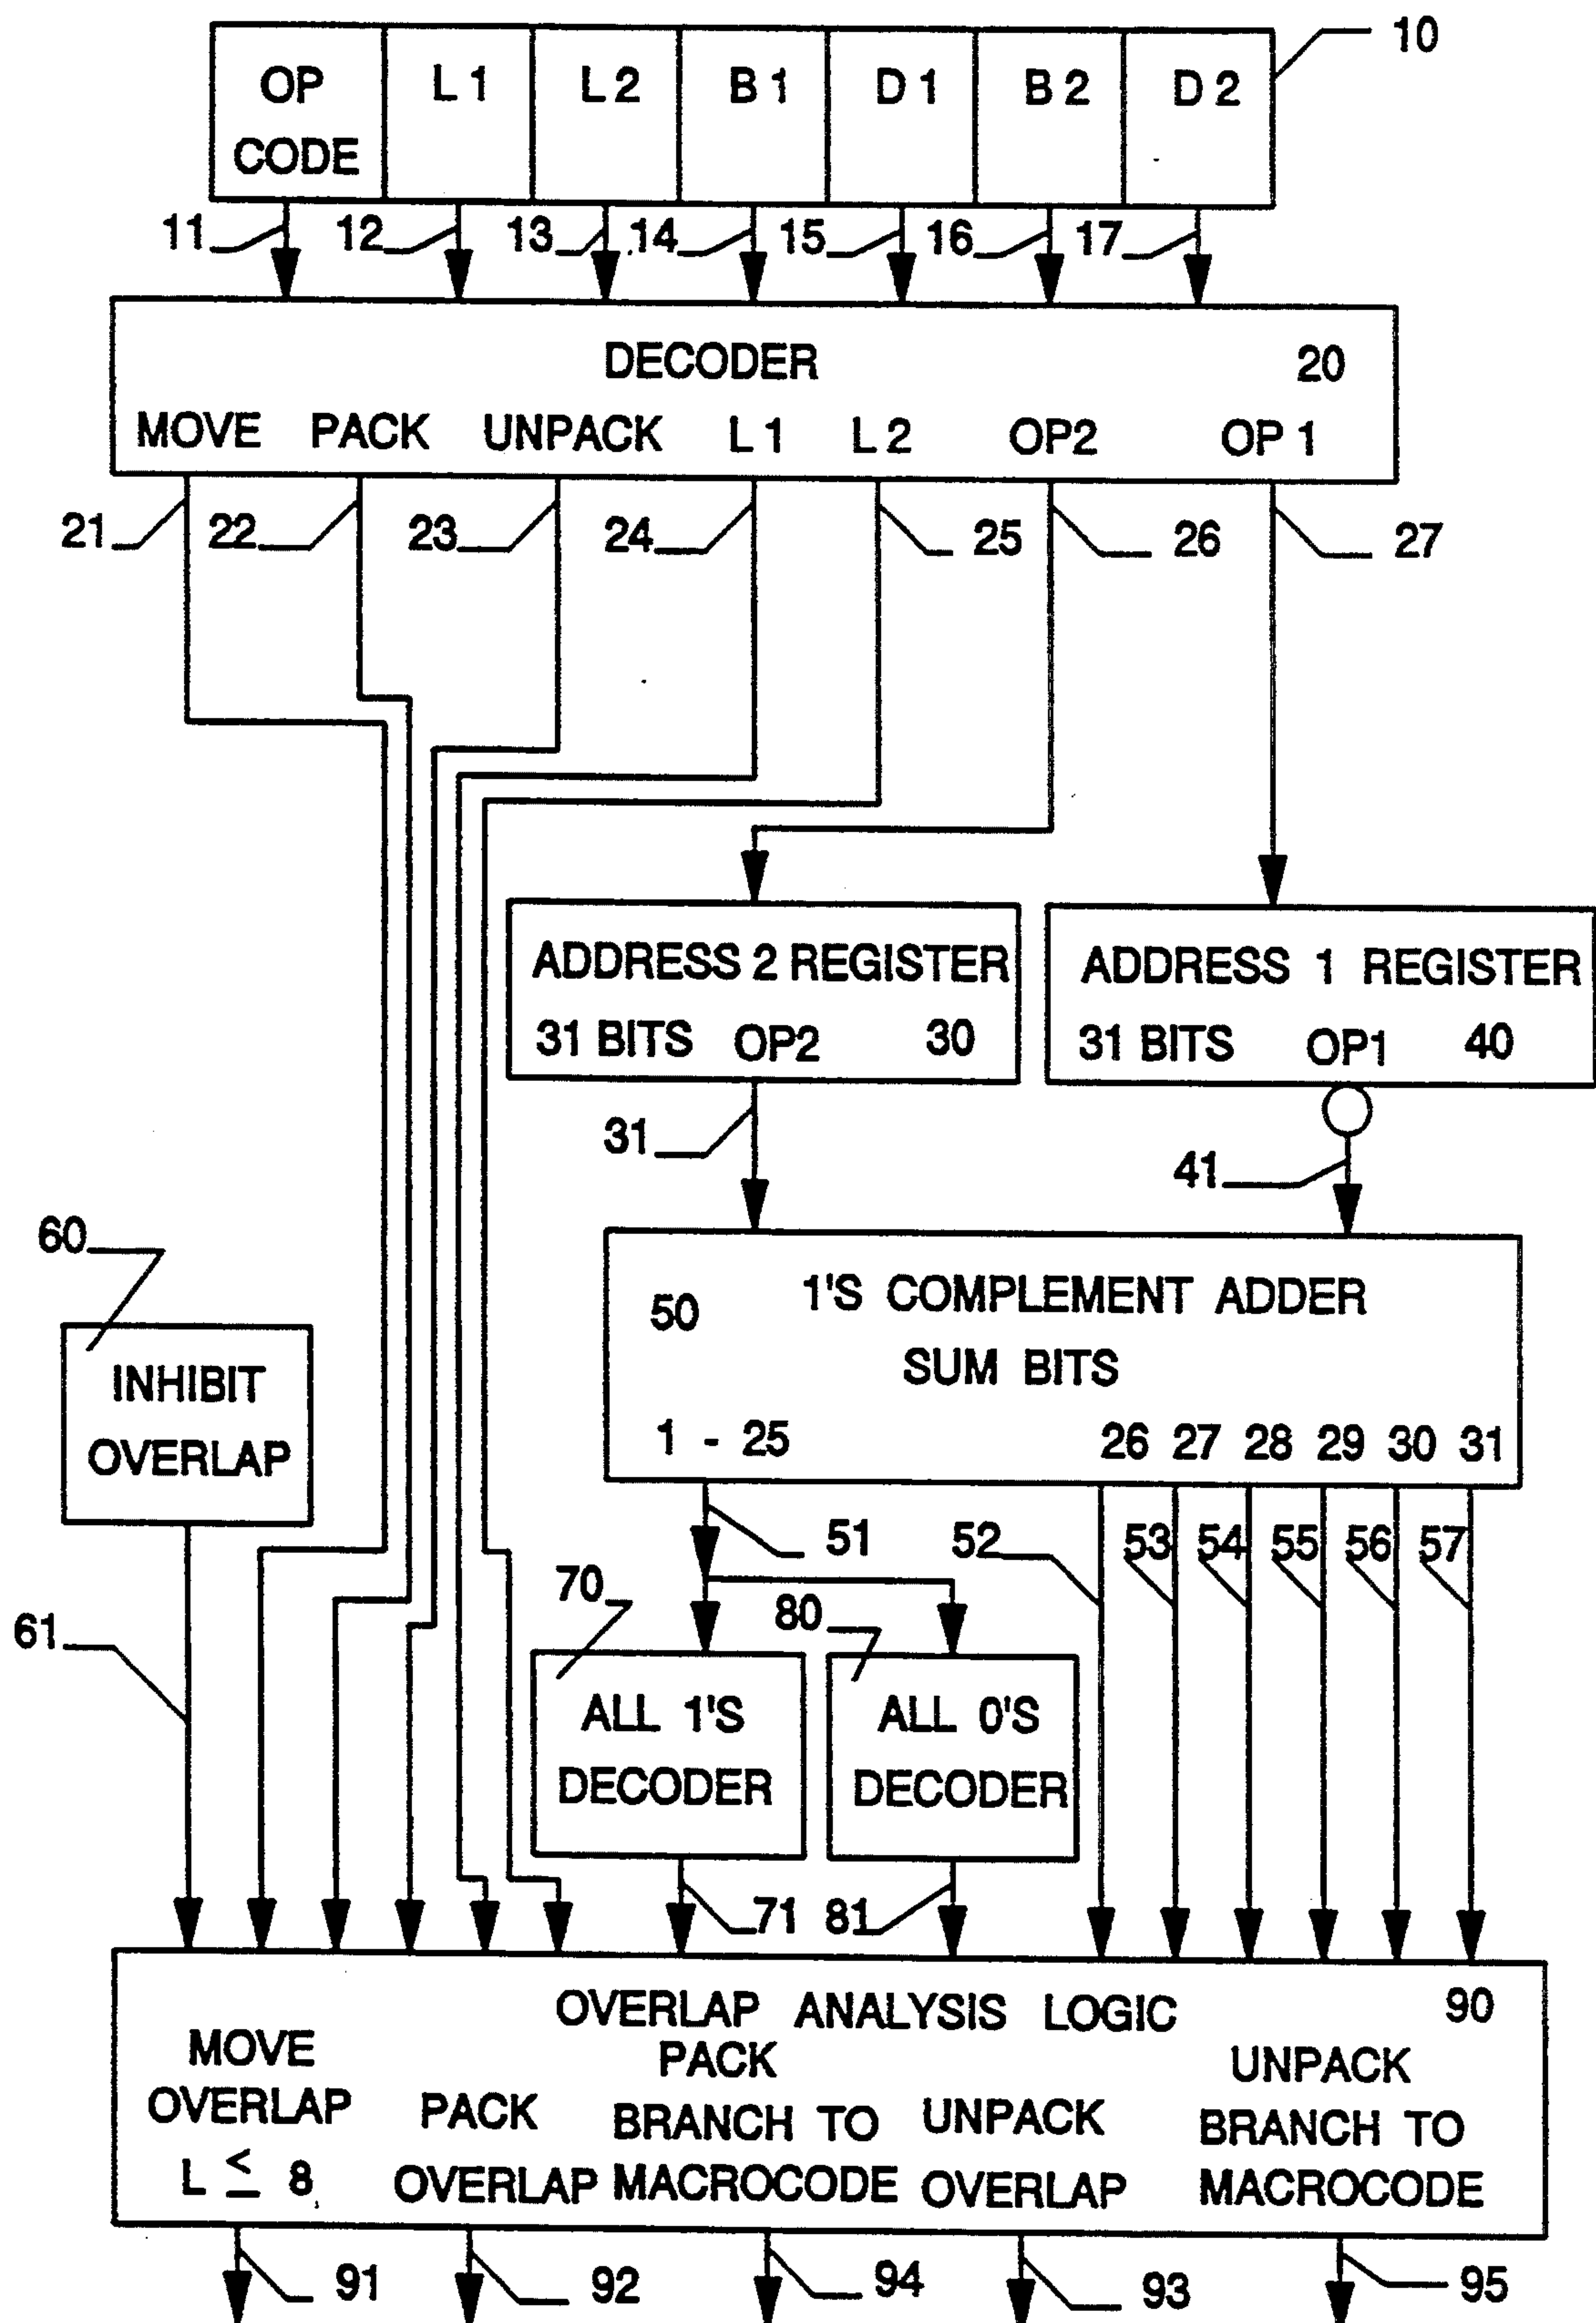 10
OP CODE
L 1
L 2
B 1
D 1
B 2
D 2
11
12
13
14
15
16
17
DECODER
20
MOVE
PACK
UNPACK
L 1
L 2
OP2
OP 1
21
22
23
24
25
26
27
ADDRESS 2 REGISTER
31 BITS OP2 30
ADDRESS 1 REGISTER
31 BITS OP1 40
31
41
60
INHIBIT
OVERLAP
50
1'S COMPLEMENT ADDER
SUM BITS
1 - 25
26 27 28 29 30 31
51
52
53
54
55
56
57
61
70
80
ALL 1'S
DECODER
ALL 0'S
DECODER
71
81
OVERLAP ANALYSIS LOGIC
90
MOVE
OVERLAP
L ≤ 8
PACK
OVERLAP
PACK
BRANCH TO
MACROCODE
UNPACK
OVERLAP
UNPACK
BRANCH TO
MACROCODE
91
92
94
93
95